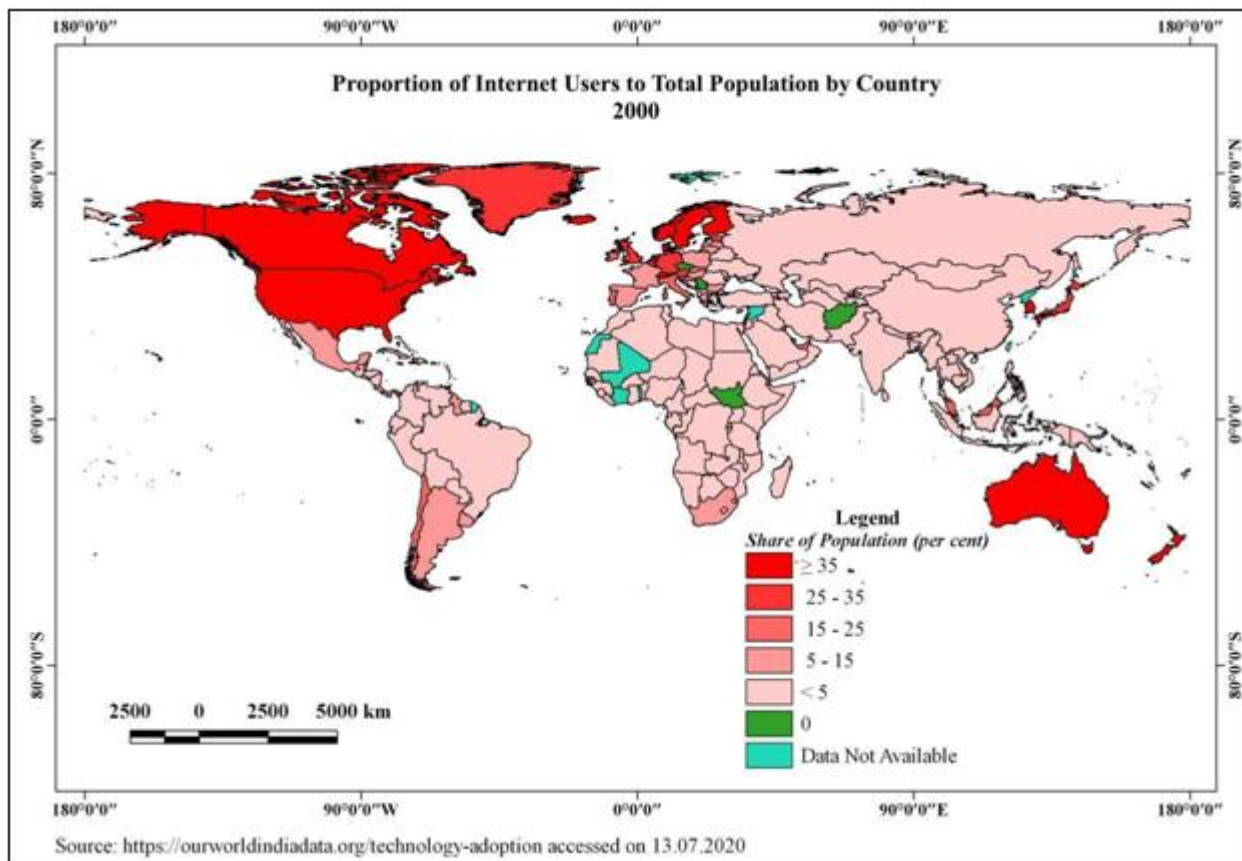 180°0'0" 90°0'0"W 0°0'0" 90°0'0"E 180°0'0"
Proportion of Internet Users to Total Population by Country
2000
80°0'0"N 80°0'0"N
0°0'0" 0°0'0"
80°0'0"S 80°0'0"S
Legend
Share of Population (per cent)
≥ 35
25 - 35
15 - 25
5 - 15
< 5
0
Data Not Available
2500 0 2500 5000 km
180°0'0" 90°0'0"W 0°0'0" 90°0'0"E 180°0'0"
Source: https://ourworldindiadata.org/technology-adoption accessed on 13.07.2020